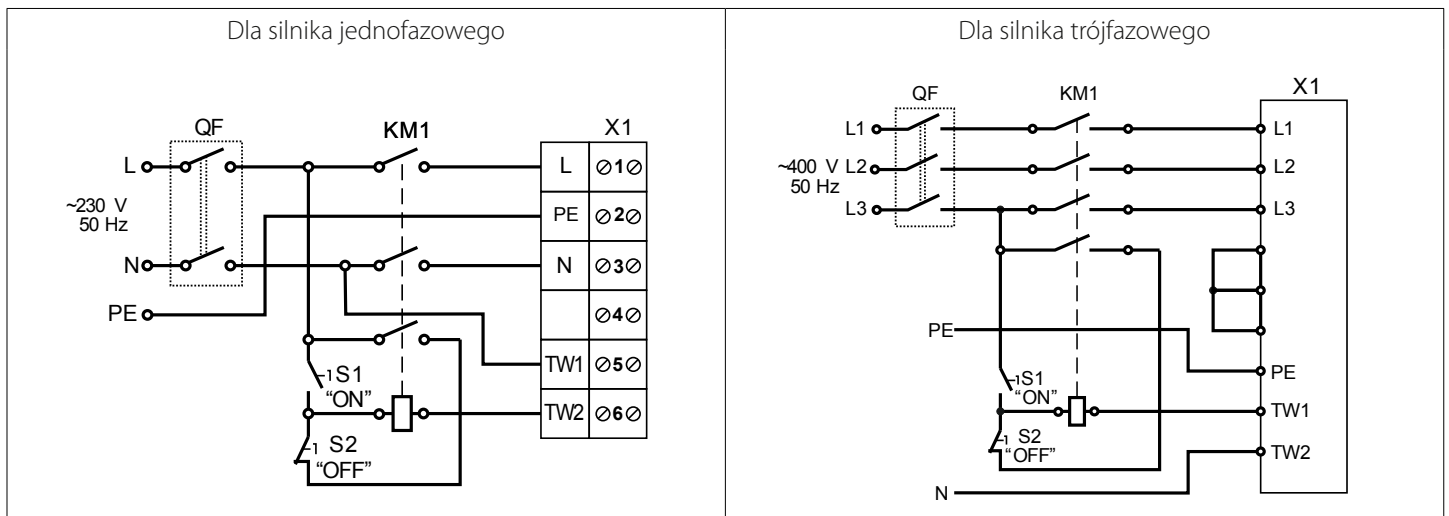 Dla silnika jednofazowego
QF
KM1
X1
L
L
⊘1⊘
~230 V
50 Hz
PE
⊘2⊘
N
N
⊘3⊘
PE
⊘4⊘
TW1
⊘5⊘
S1
“ON”
TW2
⊘6⊘
S2
“OFF”
Dla silnika trójfazowego
QF
KM1
X1
L1
L1
~400 V
50 Hz
L2
L2
L3
L3
PE
PE
S1
“ON”
TW1
S2
“OFF”
TW2
N